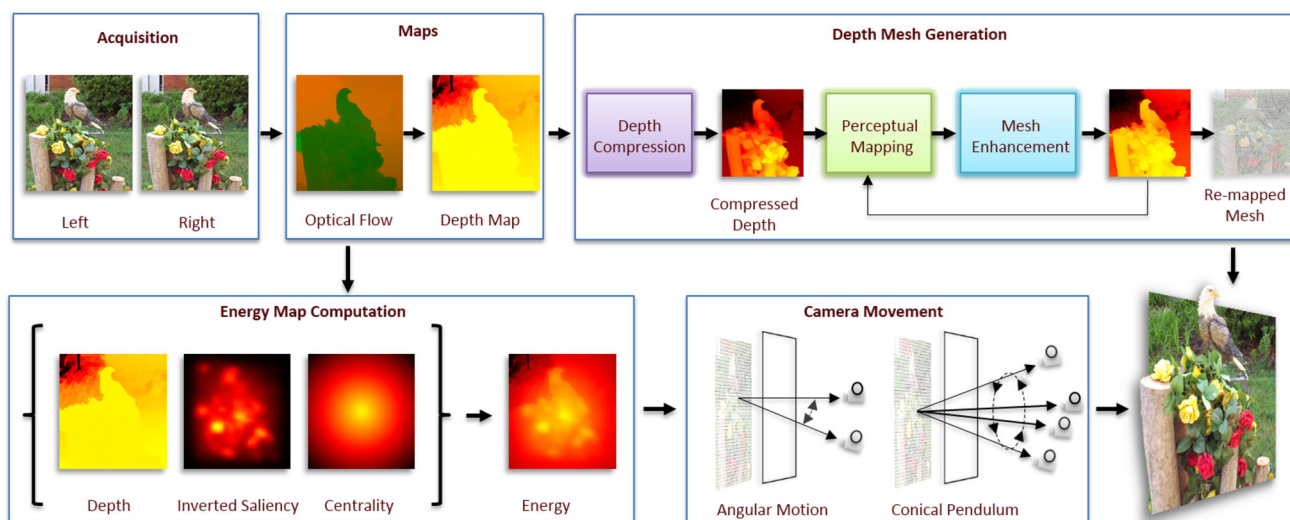 Acquisition
Left
Right
Maps
Optical Flow
Depth Map
Depth Mesh Generation
Depth
Compression
Compressed
Depth
Perceptual
Mapping
Mesh
Enhancement
Re-mapped
Mesh
Energy Map Computation
Depth
Inverted Saliency
Centrality
Energy
Camera Movement
Angular Motion
Conical Pendulum